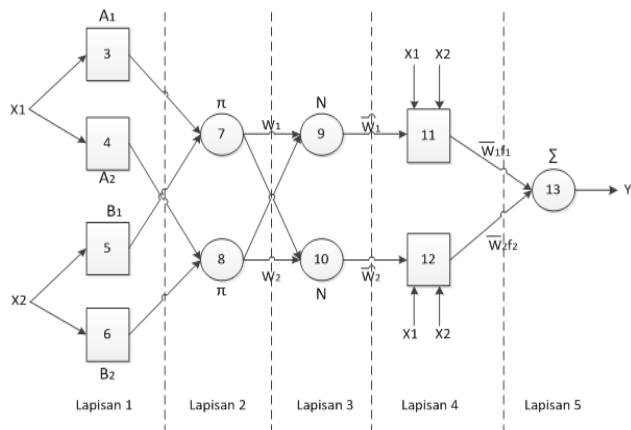 A1
3
X1
4
A2
B1
5
X2
6
B2
π
7
W1
8
W2
π
N
9
W̅1
10
W̅2
N
X1 X2
11
W̅1f1
12
W̅2f2
X1 X2
Σ
13
Y
Lapisan 1
Lapisan 2
Lapisan 3
Lapisan 4
Lapisan 5